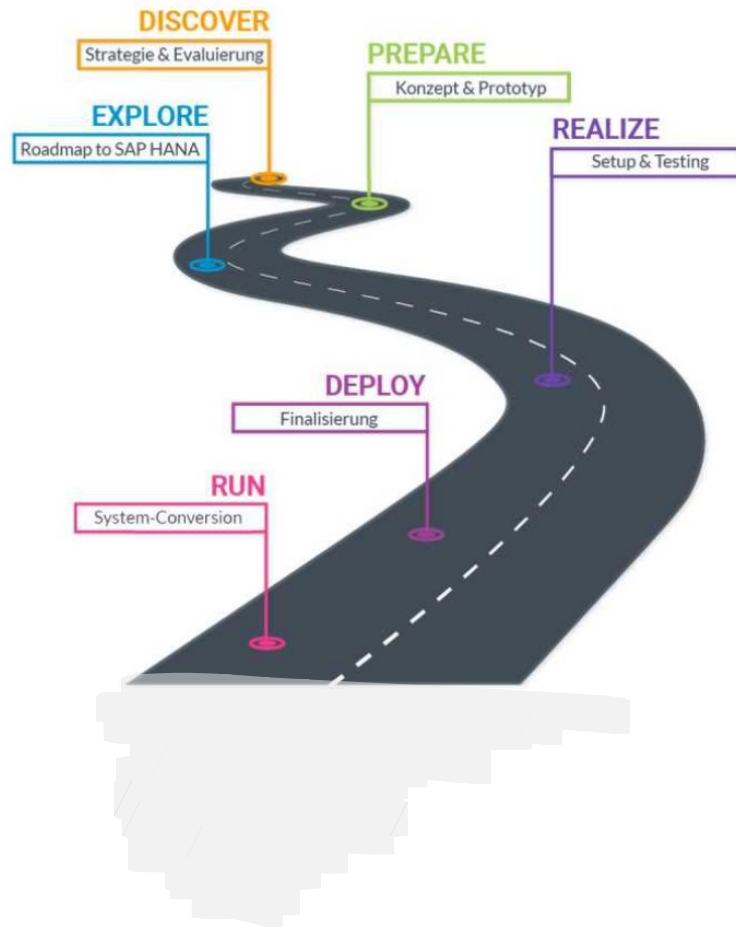 DISCOVER
Strategie & Evaluierung
PREPARE
Konzept & Prototyp
EXPLORE
Roadmap to SAP HANA
REALIZE
Setup & Testing
DEPLOY
Finalisierung
RUN
System-Conversion